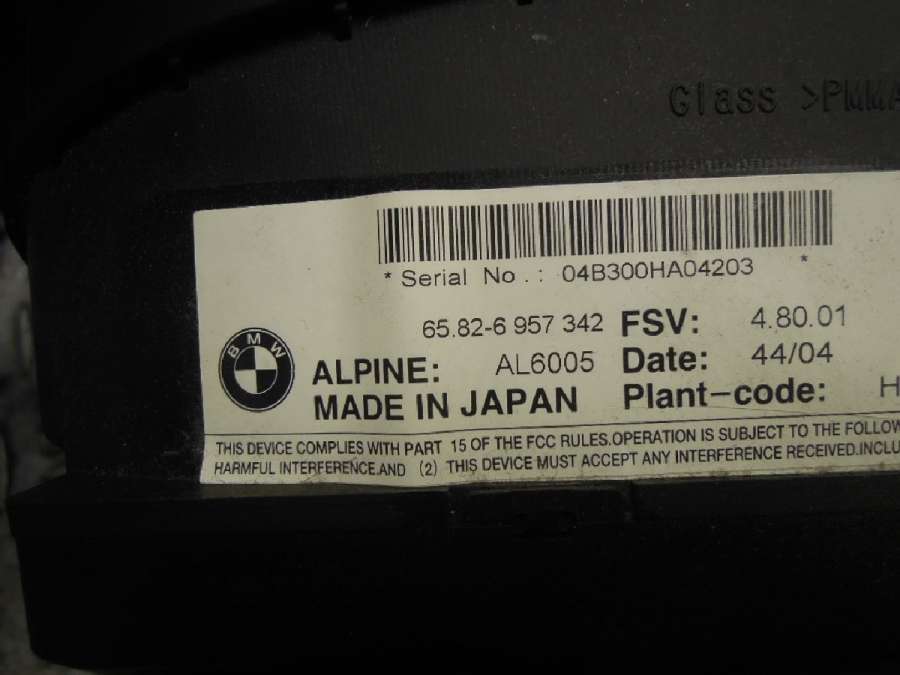 Glass >PMMA
* Serial No.: 04B300HA04203 *
65.82-6 957 342 FSV: 4.80.01
BMW
ALPINE: AL6005 Date: 44/04
MADE IN JAPAN Plant-code: H
THIS DEVICE COMPLIES WITH PART 15 OF THE FCC RULES.OPERATION IS SUBJECT TO THE FOLLOW
HARMFUL INTERFERENCE.AND (2) THIS DEVICE MUST ACCEPT ANY INTERFERENCE RECEIVED.INCLU